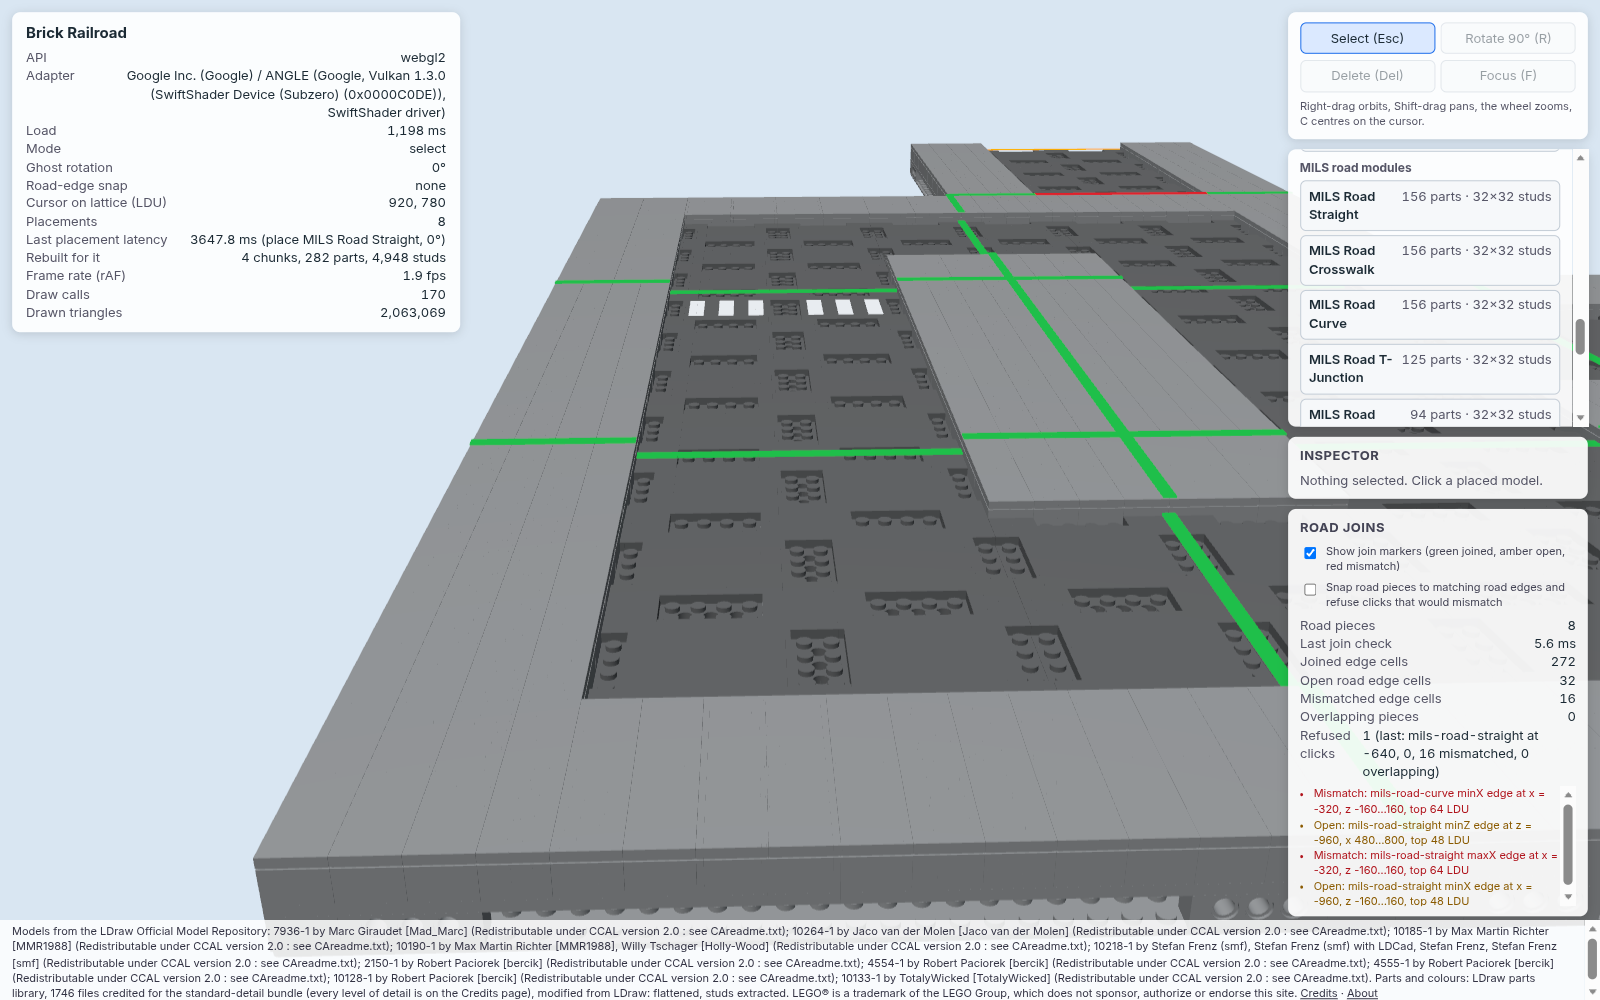 Brick Railroad
API webgl2
Adapter Google Inc. (Google) / ANGLE (Google, Vulkan 1.3.0
(SwiftShader Device (Subzero) (0x0000C0DE)),
SwiftShader driver)
Load 1,198 ms
Mode select
Ghost rotation 0°
Road-edge snap none
Cursor on lattice (LDU) 920, 780
Placements 8
Last placement latency 3647.8 ms (place MILS Road Straight, 0°)
Rebuilt for it 4 chunks, 282 parts, 4,948 studs
Frame rate (rAF) 1.9 fps
Draw calls 170
Drawn triangles 2,063,069
Select (Esc) Rotate 90° (R)
Delete (Del) Focus (F)
Right-drag orbits, Shift-drag pans, the wheel zooms,
C centres on the cursor.
MILS road modules
MILS Road 156 parts · 32×32 studs
Straight
MILS Road 156 parts · 32×32 studs
Crosswalk
MILS Road 156 parts · 32×32 studs
Curve
MILS Road T- 125 parts · 32×32 studs
Junction
MILS Road 94 parts · 32×32 studs
INSPECTOR
Nothing selected. Click a placed model.
ROAD JOINS
Show join markers (green joined, amber open,
red mismatch)
Snap road pieces to matching road edges and
refuse clicks that would mismatch
Road pieces 8
Last join check 5.6 ms
Joined edge cells 272
Open road edge cells 32
Mismatched edge cells 16
Overlapping pieces 0
Refused 1 (last: mils-road-straight at
clicks -640, 0, 16 mismatched, 0
overlapping)
• Mismatch: mils-road-curve minX edge at x =
-320, z -160…160, top 64 LDU
• Open: mils-road-straight minZ edge at z =
-960, x 480…800, top 48 LDU
• Mismatch: mils-road-straight maxX edge at x =
-320, z -160…160, top 64 LDU
• Open: mils-road-straight minX edge at x =
-960, z -160…160, top 48 LDU
Models from the LDraw Official Model Repository: 7936-1 by Marc Giraudet [Mad_Marc] (Redistributable under CCAL version 2.0 : see CAreadme.txt); 10264-1 by Jaco van der Molen [Jaco van der Molen] (Redistributable under CCAL version 2.0 : see CAreadme.txt); 10185-1 by Max Martin Richter
[MMR1988] (Redistributable under CCAL version 2.0 : see CAreadme.txt); 10190-1 by Max Martin Richter [MMR1988], Willy Tschager [Holly-Wood] (Redistributable under CCAL version 2.0 : see CAreadme.txt); 10218-1 by Stefan Frenz (smf), Stefan Frenz (smf) with LDCad, Stefan Frenz, Stefan Frenz
[smf] (Redistributable under CCAL version 2.0 : see CAreadme.txt); 2150-1 by Robert Paciorek [bercik] (Redistributable under CCAL version 2.0 : see CAreadme.txt); 4554-1 by Robert Paciorek [bercik] (Redistributable under CCAL version 2.0 : see CAreadme.txt); 4555-1 by Robert Paciorek [bercik]
(Redistributable under CCAL version 2.0 : see CAreadme.txt); 10128-1 by Robert Paciorek [bercik] (Redistributable under CCAL version 2.0 : see CAreadme.txt); 10133-1 by TotalyWicked [TotalyWicked] (Redistributable under CCAL version 2.0 : see CAreadme.txt). Parts and colours: LDraw parts
library, 1746 files credited for the standard-detail bundle (every level of detail is on the Credits page), modified from LDraw: flattened, studs extracted. LEGO® is a trademark of the LEGO Group, which does not sponsor, authorize or endorse this site. Credits · About